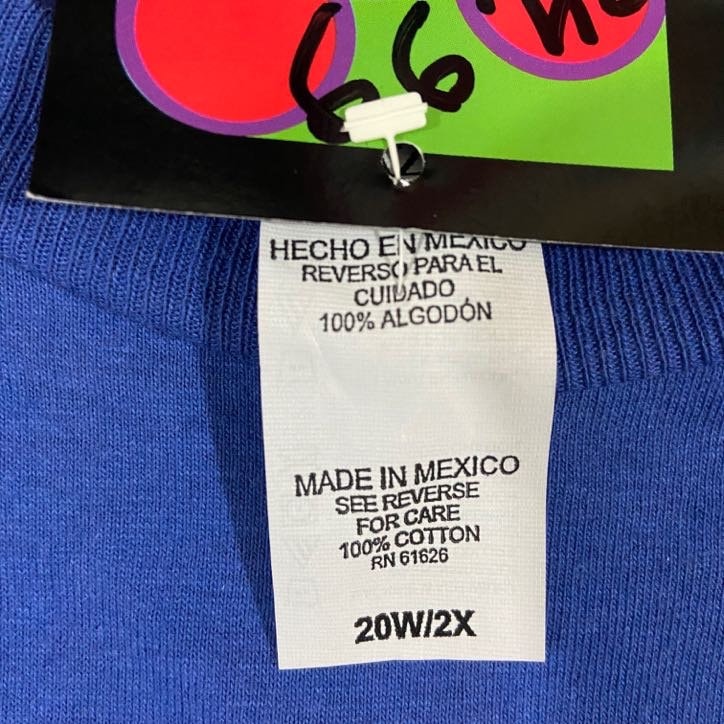 66
HECHO EN MEXICO
REVERSO PARA EL
CUIDADO
100% ALGODÓN
MADE IN MEXICO
SEE REVERSE
FOR CARE
100% COTTON
RN 61626
20W/2X